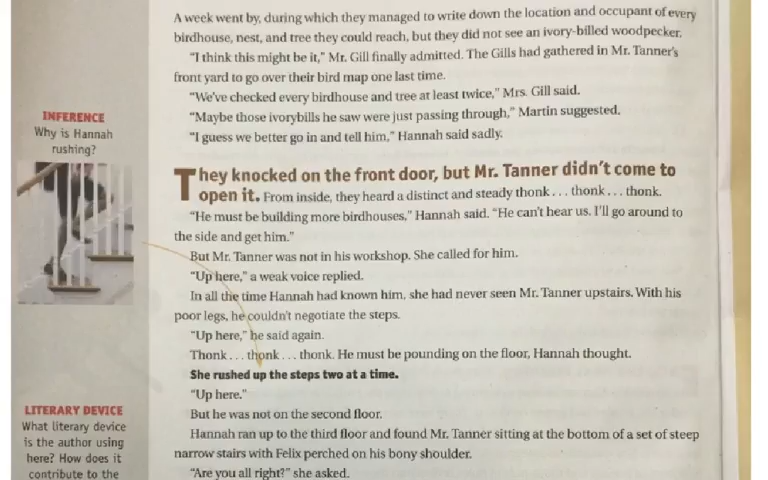 A week went by, during which they managed to write down the location and occupant of every
birdhouse, nest, and tree they could reach, but they did not see an ivory-billed woodpecker.
"I think this might be it," Mr. Gill finally admitted. The Gills had gathered in Mr. Tanner's
front yard to go over their bird map one last time.
"We've checked every birdhouse and tree at least twice," Mrs. Gill said.
"Maybe those ivorybills he saw were just passing through," Martin suggested.
"I guess we better go in and tell him," Hannah said sadly.
INFERENCE
Why is Hannah
rushing?
They knocked on the front door, but Mr. Tanner didn't come to
open it. From inside, they heard a distinct and steady thonk . . . thonk . . . thonk.
"He must be building more birdhouses," Hannah said. "He can't hear us. I'll go around to
the side and get him."
But Mr. Tanner was not in his workshop. She called for him.
"Up here," a weak voice replied.
In all the time Hannah had known him, she had never seen Mr. Tanner upstairs. With his
poor legs, he couldn't negotiate the steps.
"Up here," he said again.
Thonk . . . thonk . . . thonk. He must be pounding on the floor, Hannah thought.
She rushed up the steps two at a time.
"Up here."
But he was not on the second floor.
Hannah ran up to the third floor and found Mr. Tanner sitting at the bottom of a set of steep
narrow stairs with Felix perched on his bony shoulder.
"Are you all right?" she asked.
LITERARY DEVICE
What literary device
is the author using
here? How does it
contribute to the